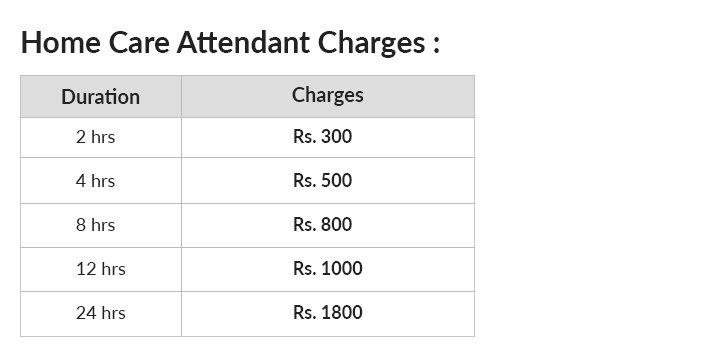 Home Care Attendant Charges :
Duration Charges
2 hrs Rs. 300
4 hrs Rs. 500
8 hrs Rs. 800
12 hrs Rs. 1000
24 hrs Rs. 1800